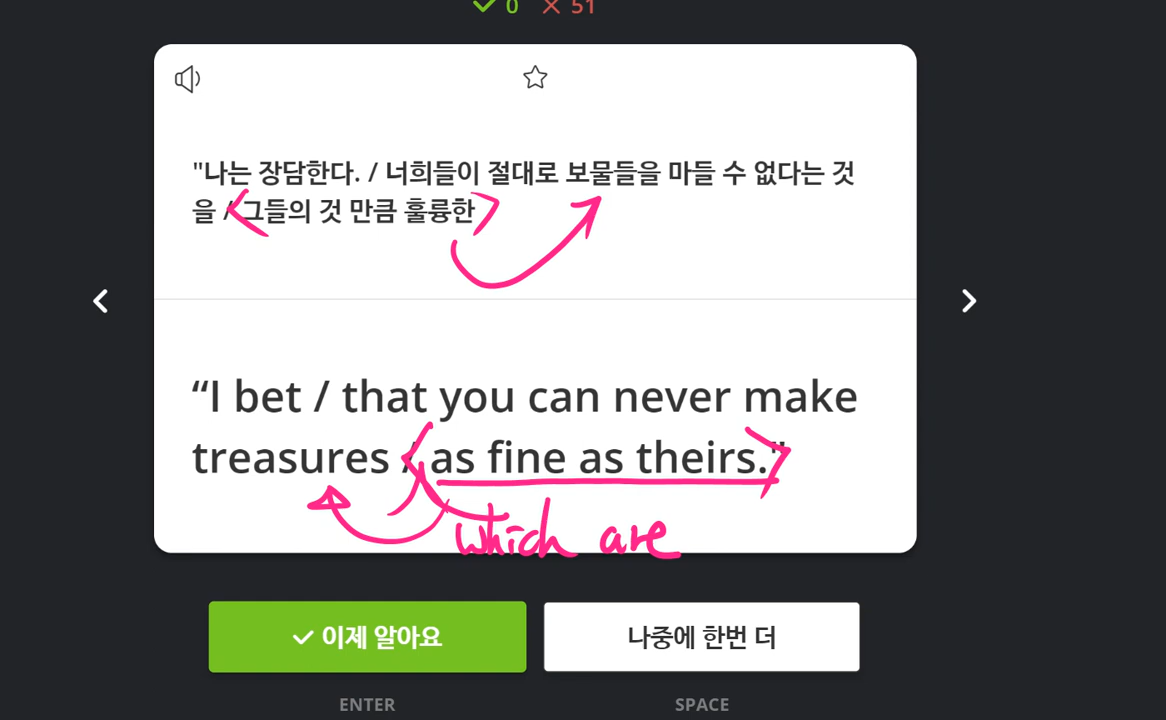 0 51
"나는 장담한다. / 너희들이 절대로 보물들을 마들 수 없다는 것
을 / 그들의 것 만큼 훌륭한
“I bet / that you can never make
treasures / as fine as theirs.”
which are
이제 알아요 나중에 한번 더
ENTER SPACE